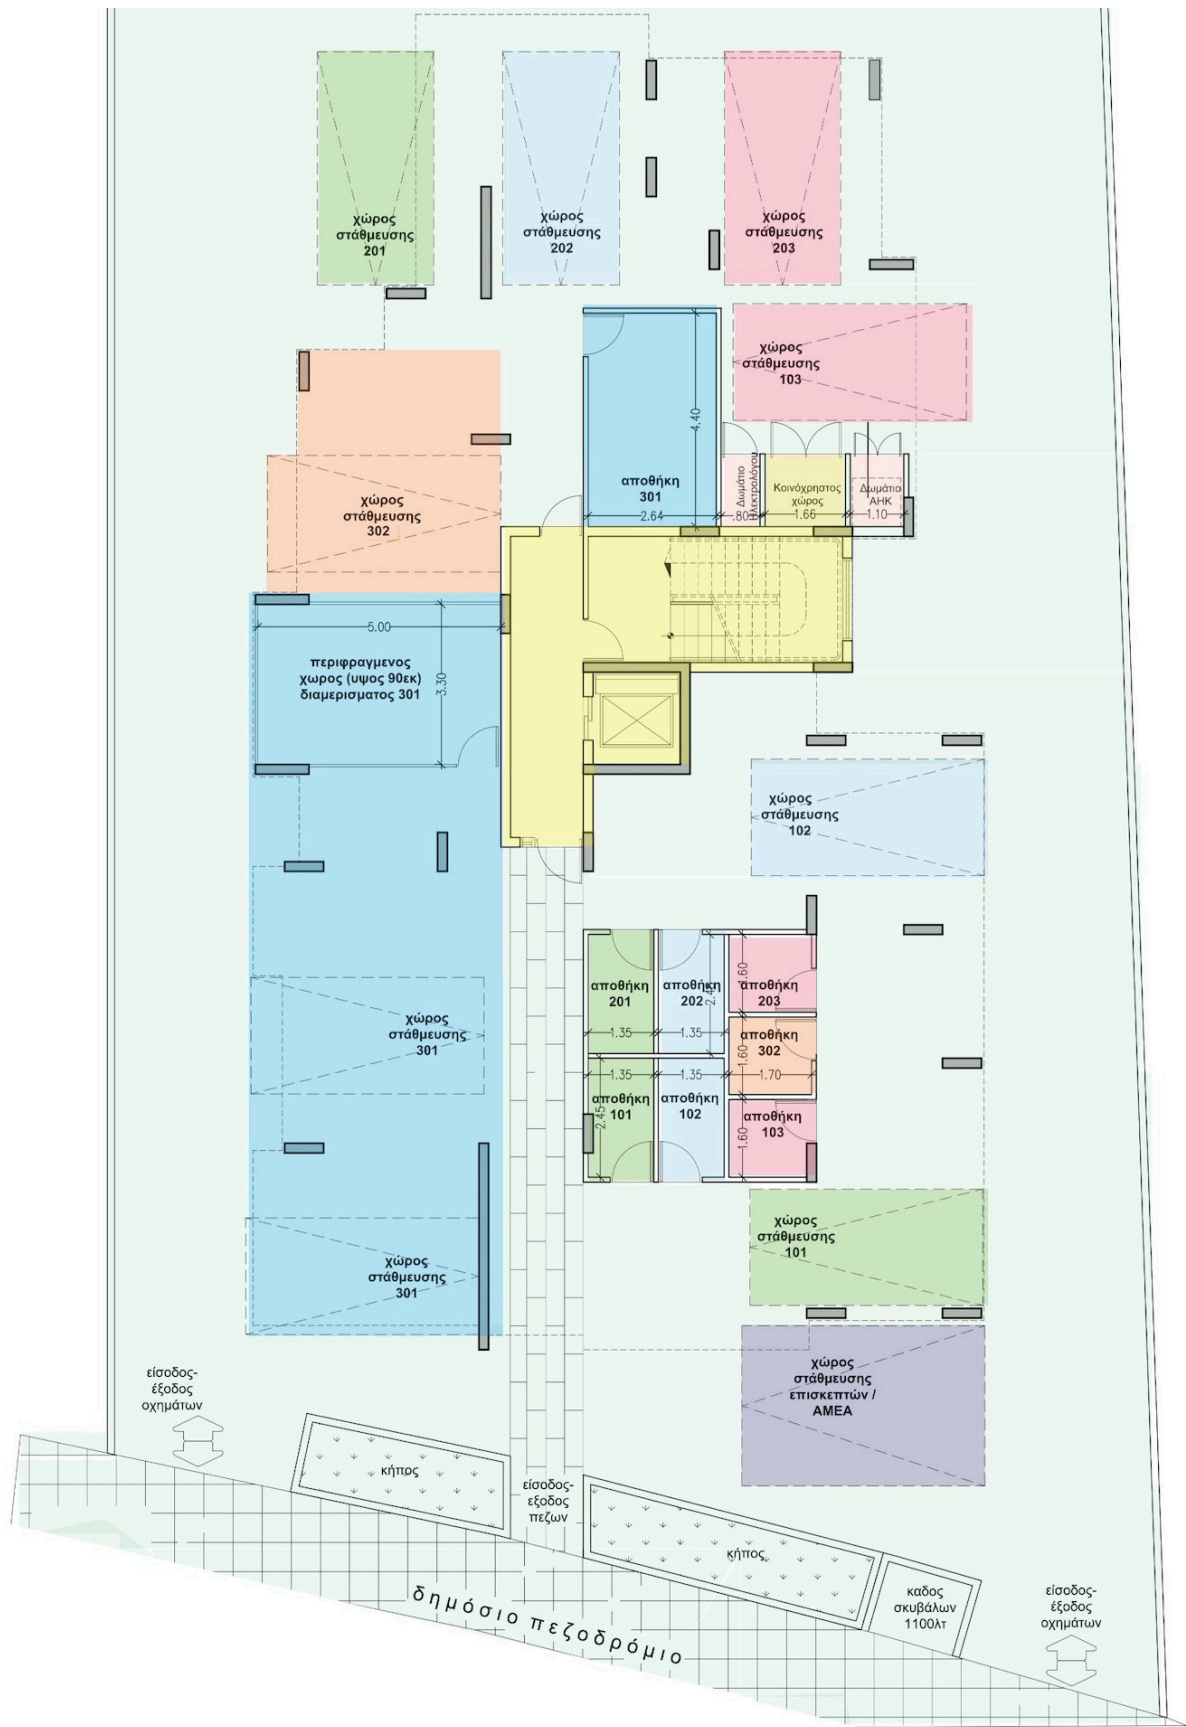 χώρος
στάθμευσης
201
χώρος
στάθμευσης
202
χώρος
στάθμευσης
203
χώρος
στάθμευσης
103
4.40
αποθήκη
301
2.64
Δωμάτιο
Ηλεκτρολόγου
.80
Κοινόχρηστος
χώρος
1.66
Δωμάτιο
ΑΗΚ
1.10
χώρος
στάθμευσης
302
5.00
περιφραγμενος
χωρος (υψος 90εκ)
διαμερισματος 301
3.30
χώρος
στάθμευσης
102
αποθήκη
201
1.35
αποθήκη
202
1.35
αποθήκη
203
1.60
αποθήκη
302
1.60
1.70
1.35
αποθήκη
101
2.45
1.35
αποθήκη
102
αποθήκη
103
1.60
χώρος
στάθμευσης
301
χώρος
στάθμευσης
101
χώρος
στάθμευσης
301
χώρος
στάθμευσης
επισκεπτών /
ΑΜΕΑ
είσοδος-
έξοδος
οχημάτων
κήπος
είσοδος-
εξοδος
πεζων
κήπος
καδος
σκυβάλων
1100λτ
είσοδος-
έξοδος
οχημάτων
δημόσιο πεζοδρόμιο